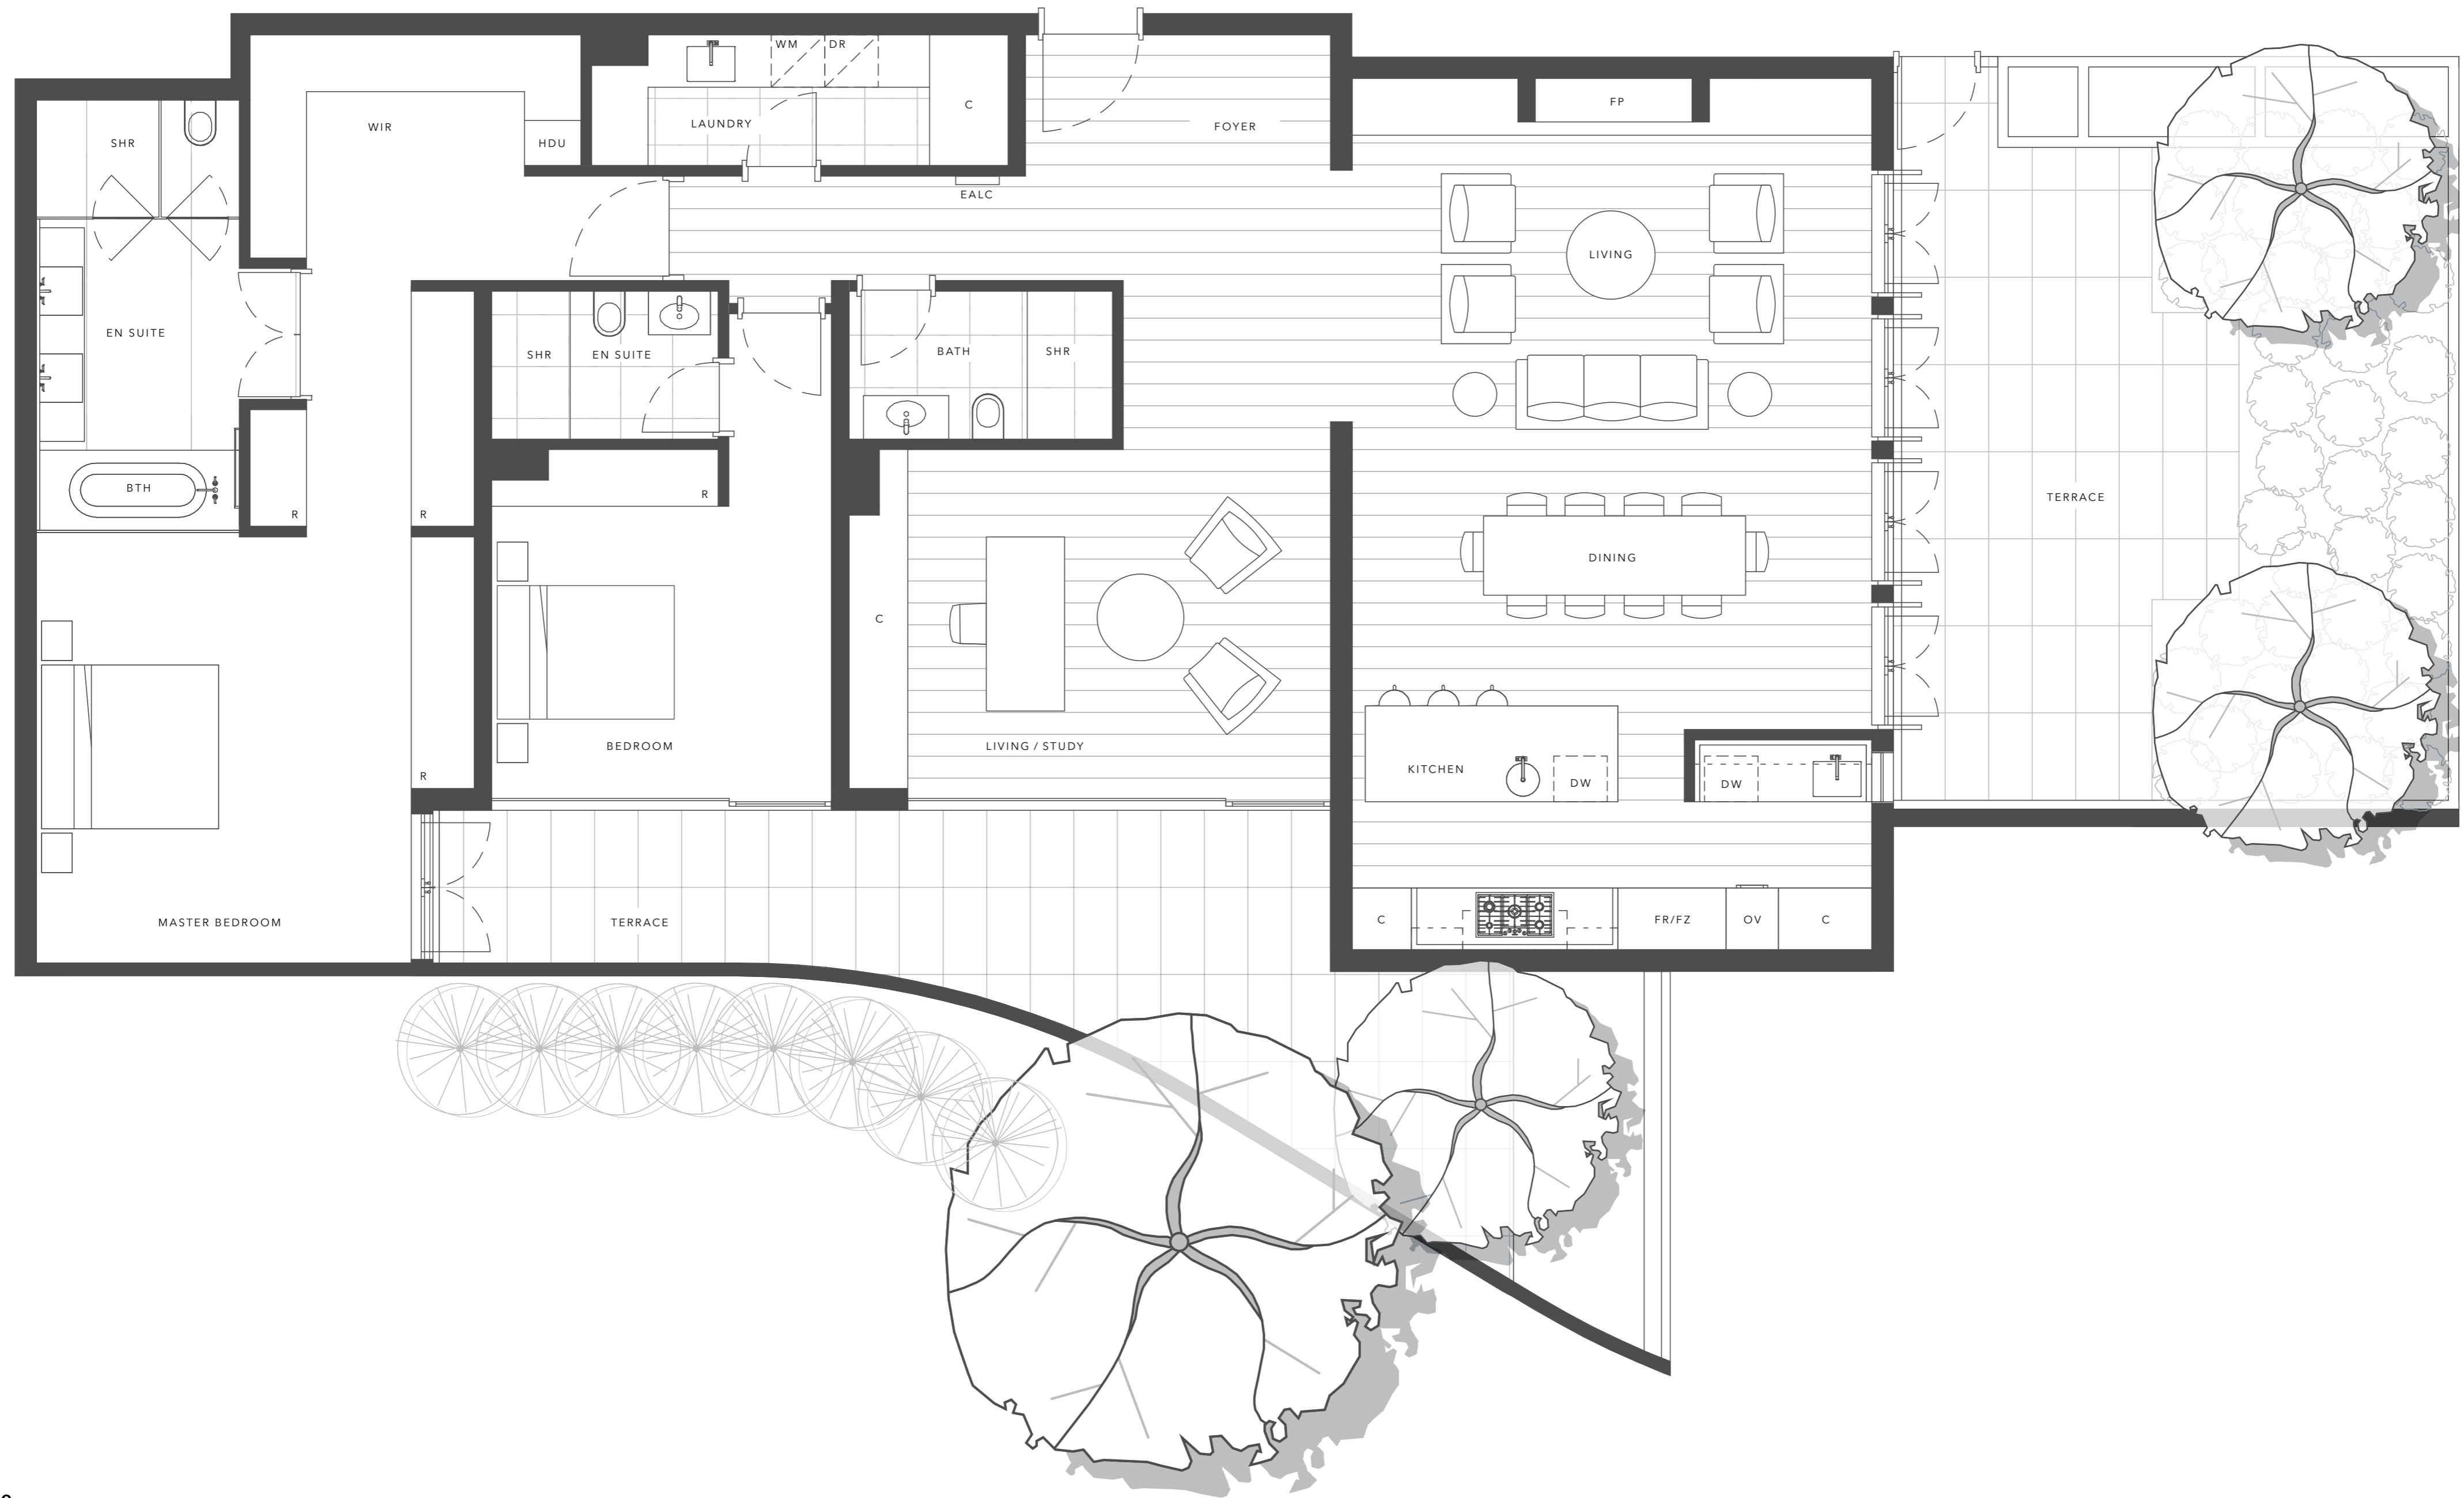 WM DR
C
FP
WIR
LAUNDRY
FOYER
SHR
HDU
EALC
LIVING
EN SUITE
SHR
EN SUITE
BATH
SHR
BTH
R
R
R
TERRACE
DINING
C
BEDROOM
LIVING / STUDY
R
KITCHEN
DW
DW
MASTER BEDROOM
TERRACE
C
FR/FZ
OV
C